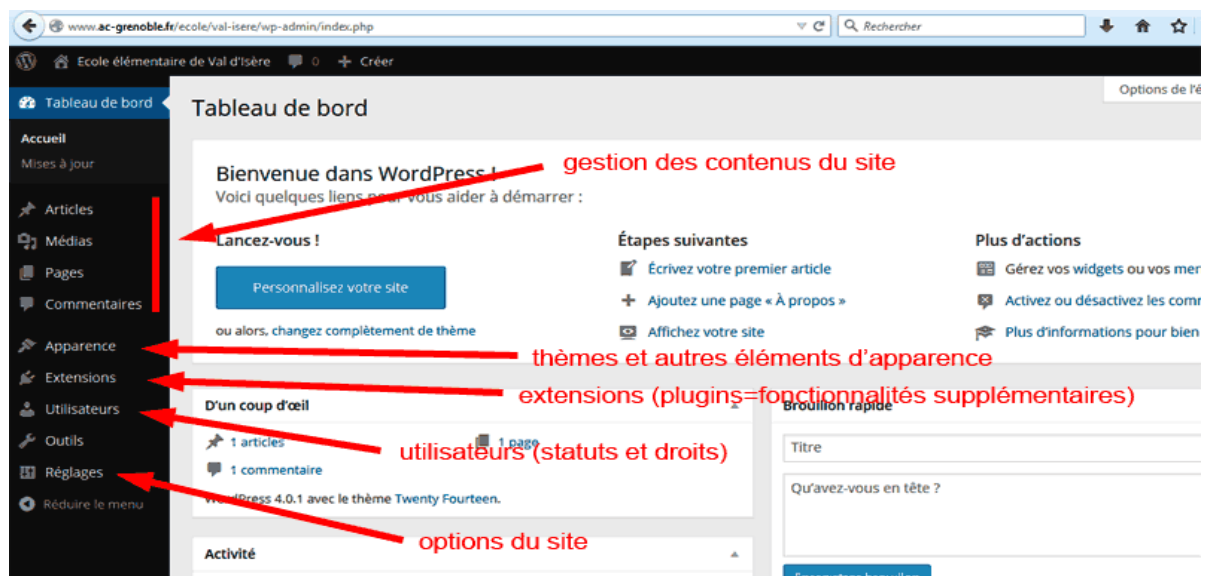 www.ac-grenoble.fr/ecole/val-isere/wp-admin/index.php
Rechercher
Ecole élémentaire de Val d'Isère 0 + Créer
Tableau de bord
Accueil
Mises à jour
Articles
Médias
Pages
Commentaires
Apparence
Extensions
Utilisateurs
Outils
Réglages
Réduire le menu
Options de l'é
Tableau de bord
Bienvenue dans WordPress !
gestion des contenus du site
Voici quelques liens pour vous aider à démarrer :
Lancez-vous !
Personnalisez votre site
ou alors, changez complètement de thème
Étapes suivantes
Écrivez votre premier article
Ajoutez une page « À propos »
Affichez votre site
Plus d'actions
Gérez vos widgets ou vos mer
Activez ou désactivez les comm
Plus d'informations pour bien
thèmes et autres éléments d'apparence
extensions (plugins=fonctionnalités supplémentaires)
D'un coup d'œil
1 articles
1 page
utilisateurs (statuts et droits)
1 commentaire
WordPress 4.0.1 avec le thème Twenty Fourteen.
options du site
Activité
Brouillon rapide
Titre
Qu'avez-vous en tête ?